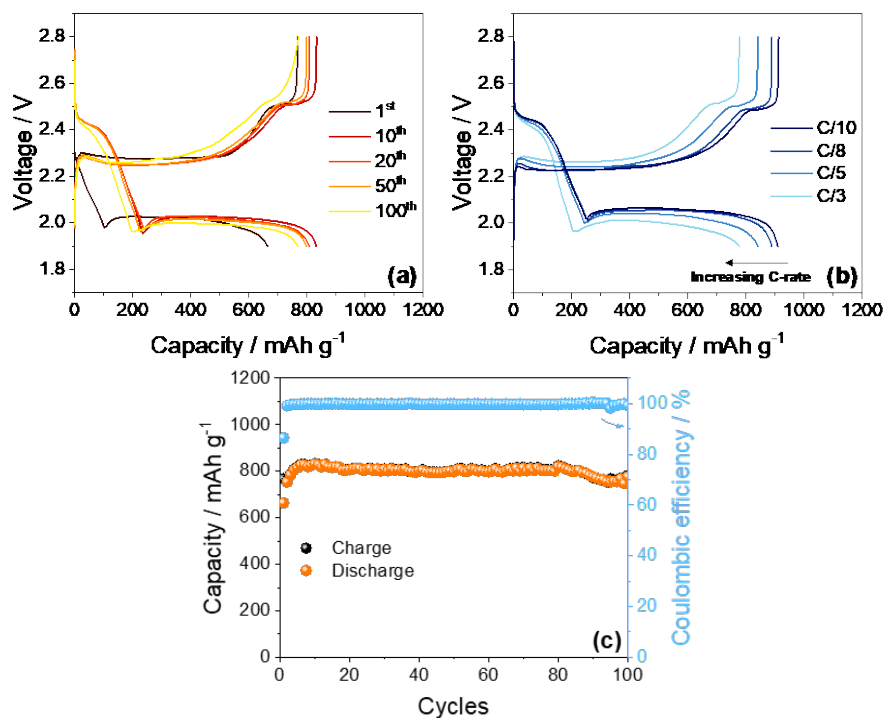 2.8
2.6
2.4
2.2
2.0
1.8
Voltage / V
0 200 400 600 800 1000 1200
Capacity / mAh g⁻¹
1ˢᵗ
10ᵗʰ
20ᵗʰ
50ᵗʰ
100ᵗʰ
(a)
2.8
2.6
2.4
2.2
2.0
1.8
Voltage / V
0 200 400 600 800 1000 1200
Capacity / mAh g⁻¹
C/10
C/8
C/5
C/3
Increasing C-rate
(b)
1200
1000
800
600
400
200
0
Capacity / mAh g⁻¹
0 20 40 60 80 100
Cycles
Charge
Discharge
(c)
100
80
60
40
20
0
Coulombic efficiency / %